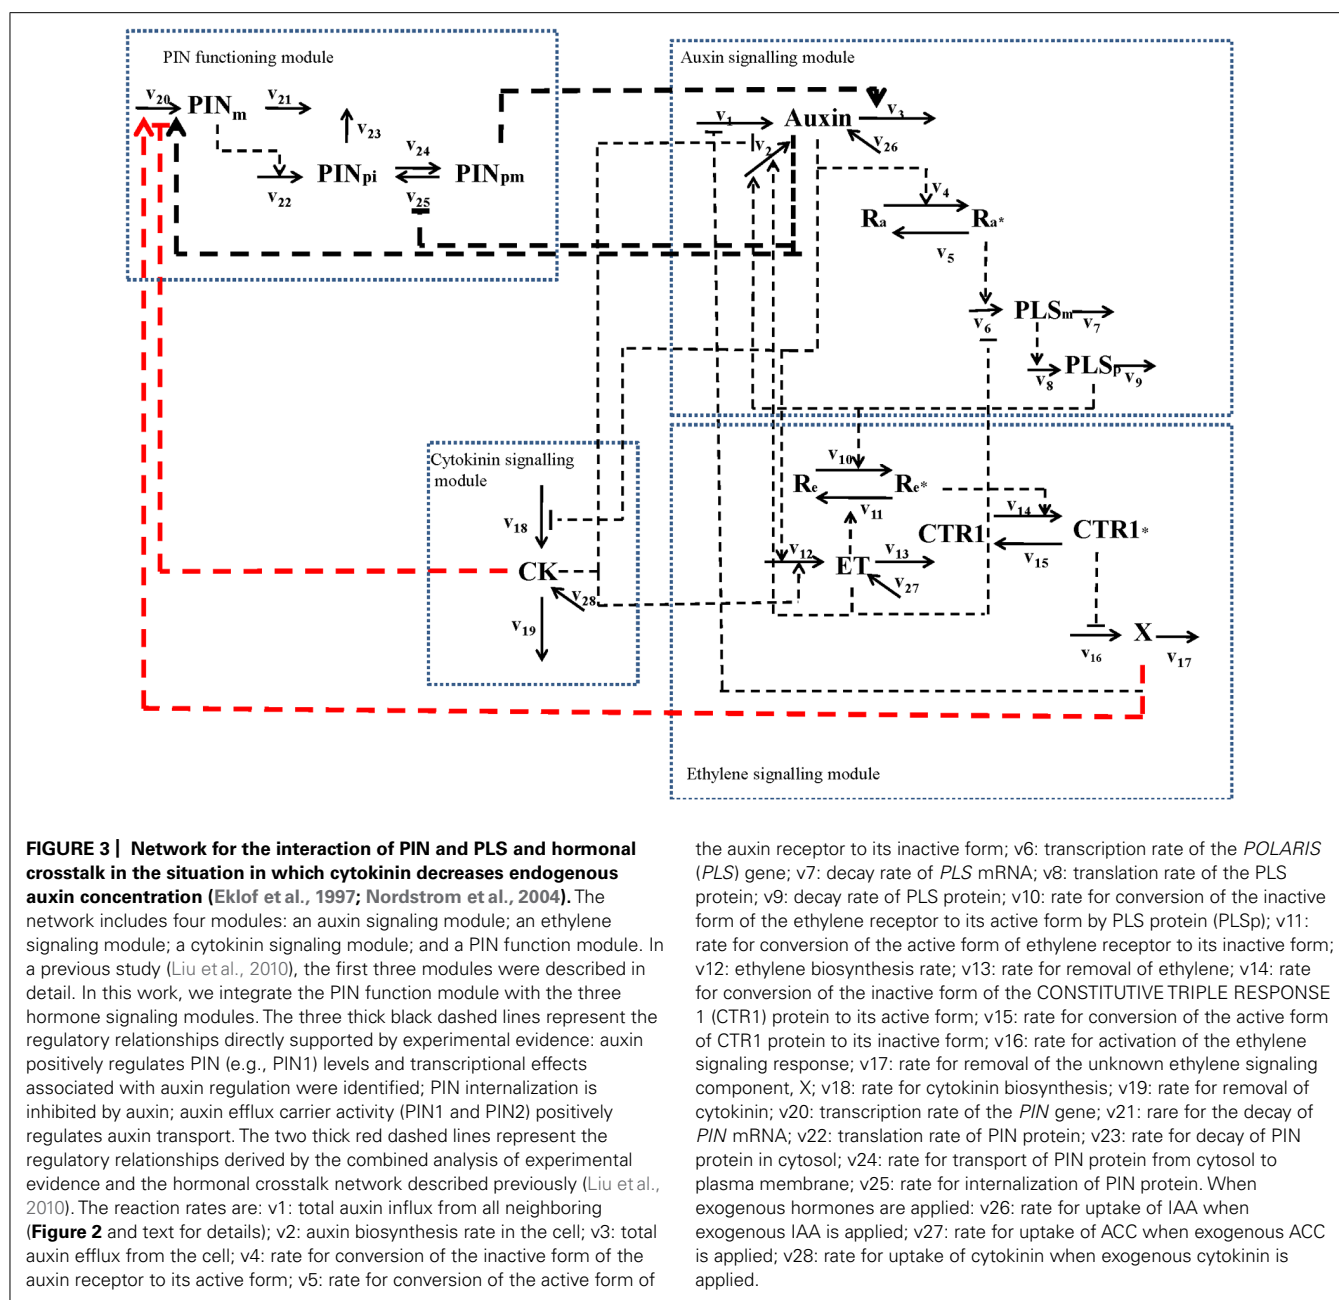 PIN functioning module
Auxin signalling module
v20
PINm
v21
v23
v22
PINpi
v24
v25
PINpm
v1
v2
Auxin
v3
v26
v4
Ra
Ra*
v5
v6
PLSm
v7
v8
PLSp
v9
Cytokinin signalling
module
v18
CK
v28
v19
v10
Re
Re*
v11
v12
ET
v13
v27
CTR1
v14
CTR1*
v15
v16
X
v17
Ethylene signalling module
FIGURE 3 | Network for the interaction of PIN and PLS and hormonal
crosstalk in the situation in which cytokinin decreases endogenous
auxin concentration (Eklof et al., 1997; Nordstrom et al., 2004). The
network includes four modules: an auxin signaling module; an ethylene
signaling module; a cytokinin signaling module; and a PIN function module. In
a previous study (Liu et al., 2010), the first three modules were described in
detail. In this work, we integrate the PIN function module with the three
hormone signaling modules. The three thick black dashed lines represent the
regulatory relationships directly supported by experimental evidence: auxin
positively regulates PIN (e.g., PIN1) levels and transcriptional effects
associated with auxin regulation were identified; PIN internalization is
inhibited by auxin; auxin efflux carrier activity (PIN1 and PIN2) positively
regulates auxin transport. The two thick red dashed lines represent the
regulatory relationships derived by the combined analysis of experimental
evidence and the hormonal crosstalk network described previously (Liu et al.,
2010). The reaction rates are: v1: total auxin influx from all neighboring
(Figure 2 and text for details); v2: auxin biosynthesis rate in the cell; v3: total
auxin efflux from the cell; v4: rate for conversion of the inactive form of the
auxin receptor to its active form; v5: rate for conversion of the active form of
the auxin receptor to its inactive form; v6: transcription rate of the POLARIS
(PLS) gene; v7: decay rate of PLS mRNA; v8: translation rate of the PLS
protein; v9: decay rate of PLS protein; v10: rate for conversion of the inactive
form of the ethylene receptor to its active form by PLS protein (PLSp); v11:
rate for conversion of the active form of ethylene receptor to its inactive form;
v12: ethylene biosynthesis rate; v13: rate for removal of ethylene; v14: rate
for conversion of the inactive form of the CONSTITUTIVE TRIPLE RESPONSE
1 (CTR1) protein to its active form; v15: rate for conversion of the active form
of CTR1 protein to its inactive form; v16: rate for activation of the ethylene
signaling response; v17: rate for removal of the unknown ethylene signaling
component, X; v18: rate for cytokinin biosynthesis; v19: rate for removal of
cytokinin; v20: transcription rate of the PIN gene; v21: rare for the decay of
PIN mRNA; v22: translation rate of PIN protein; v23: rate for decay of PIN
protein in cytosol; v24: rate for transport of PIN protein from cytosol to
plasma membrane; v25: rate for internalization of PIN protein. When
exogenous hormones are applied: v26: rate for uptake of IAA when
exogenous IAA is applied; v27: rate for uptake of ACC when exogenous ACC
is applied; v28: rate for uptake of cytokinin when exogenous cytokinin is
applied.